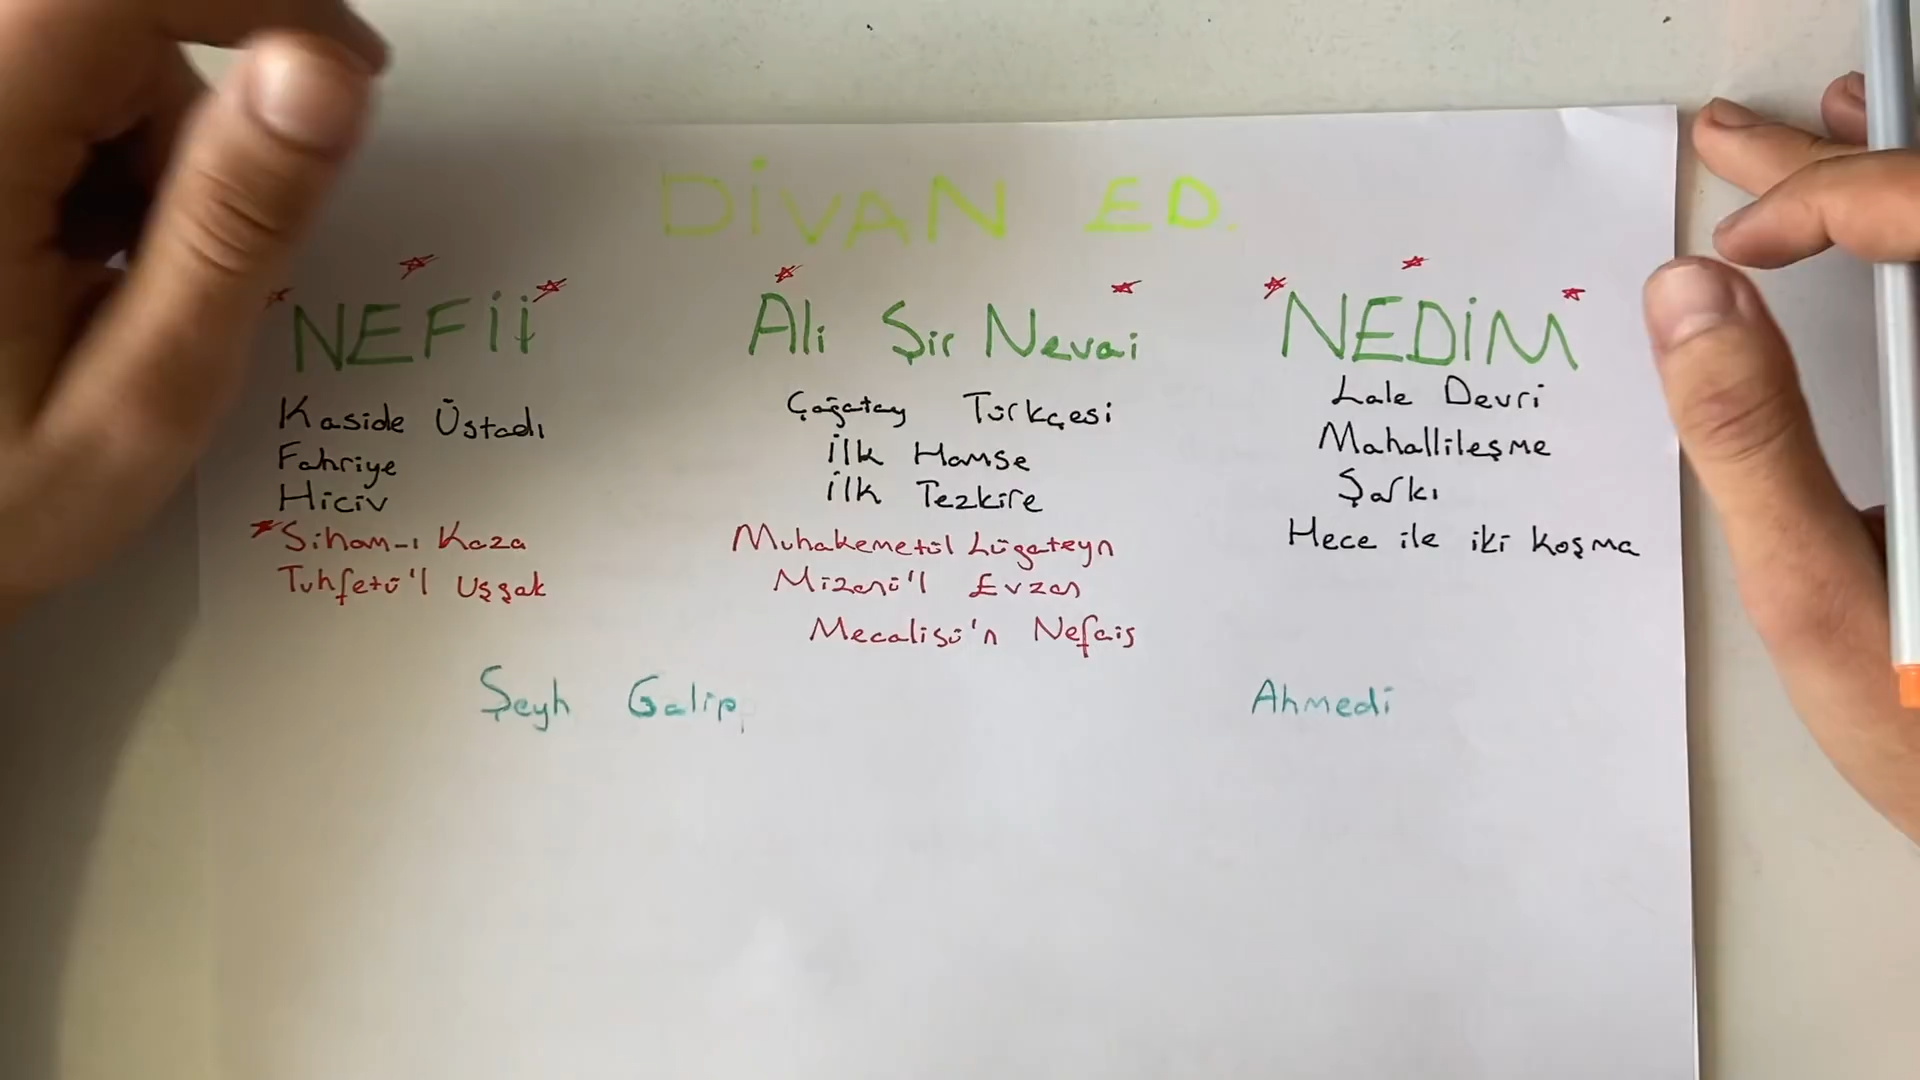 DİVAN ED.
NEFİİ
Kaside Üstadı
Fahriye
Hiciv
Siham-ı Kaza
Tuhfetü'l Uşşak
Ali Şir Nevai
Çağatay Türkçesi
İlk Hamse
İlk Tezkire
Muhakemetül Lügateyn
Mizanü'l Evzan
Mecalisü'n Nefais
NEDİM
Lale Devri
Mahallileşme
Şarkı
Hece ile iki koşma
Şeyh Galip
Ahmedi